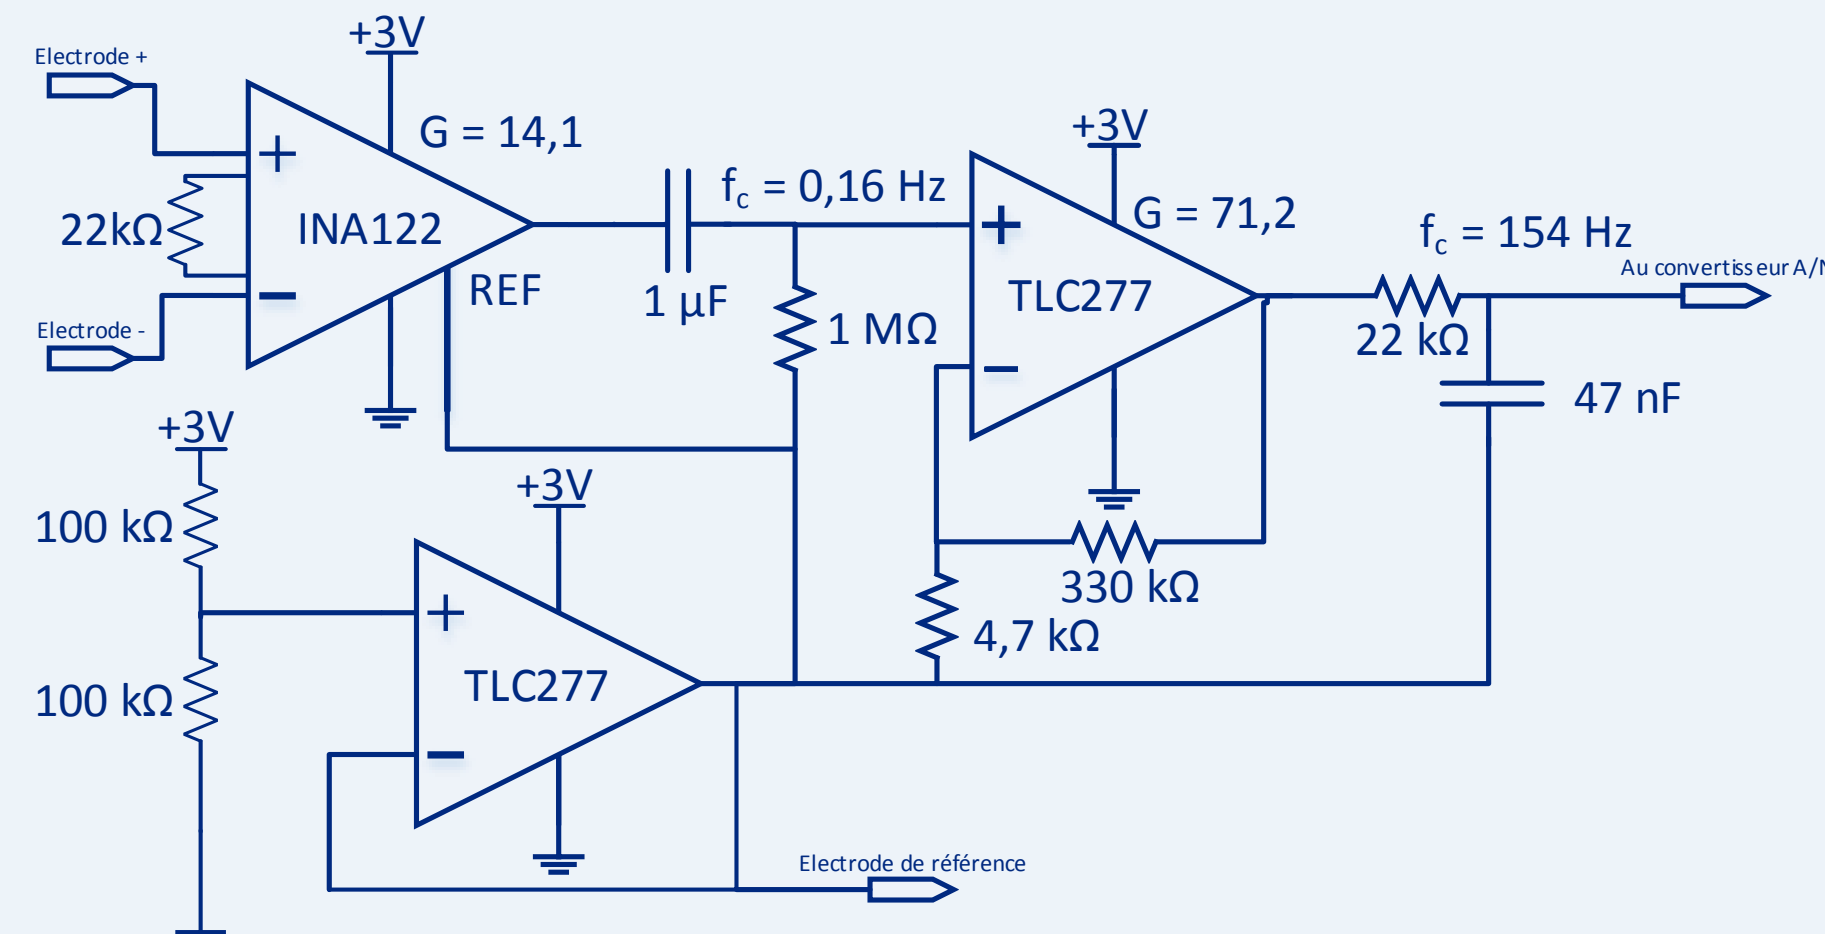 +3V
Electrode +
G = 14,1
+3V
fc = 0,16 Hz
22kΩ
INA122
G = 71,2
fc = 154 Hz
Au convertisseur A/N
REF
1 µF
TLC277
1 MΩ
22 kΩ
Electrode -
47 nF
+3V
+3V
100 kΩ
330 kΩ
4,7 kΩ
TLC277
100 kΩ
Electrode de référence